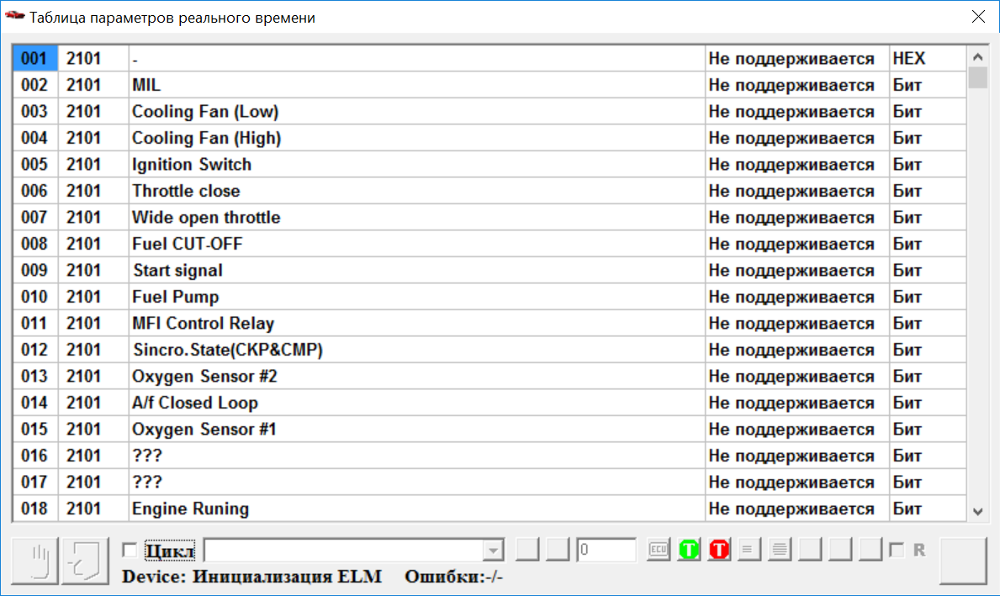 Таблица параметров реального времени
001 2101 - Не поддерживается HEX
002 2101 MIL Не поддерживается Бит
003 2101 Cooling Fan (Low) Не поддерживается Бит
004 2101 Cooling Fan (High) Не поддерживается Бит
005 2101 Ignition Switch Не поддерживается Бит
006 2101 Throttle close Не поддерживается Бит
007 2101 Wide open throttle Не поддерживается Бит
008 2101 Fuel CUT-OFF Не поддерживается Бит
009 2101 Start signal Не поддерживается Бит
010 2101 Fuel Pump Не поддерживается Бит
011 2101 MFI Control Relay Не поддерживается Бит
012 2101 Sincro.State(CKP&CMP) Не поддерживается Бит
013 2101 Oxygen Sensor #2 Не поддерживается Бит
014 2101 A/f Closed Loop Не поддерживается Бит
015 2101 Oxygen Sensor #1 Не поддерживается Бит
016 2101 ??? Не поддерживается Бит
017 2101 ??? Не поддерживается Бит
018 2101 Engine Runing Не поддерживается Бит
Цикл 0 ECU T T R
Device: Инициализация ELM Ошибки:-/-